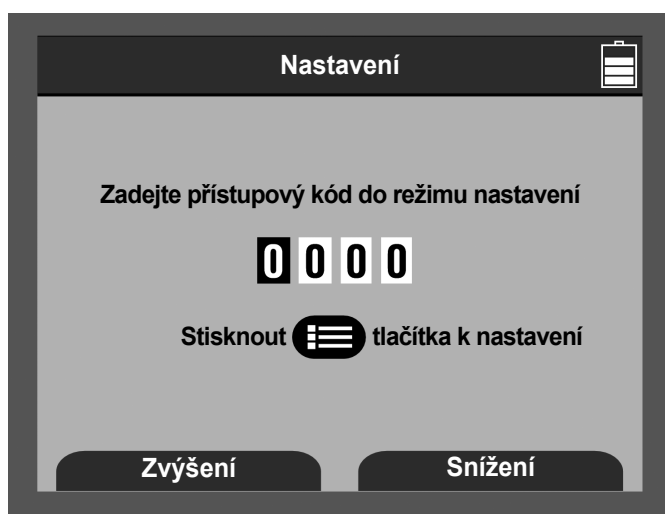 Nastavení
Zadejte přístupový kód do režimu nastavení
0 0 0 0
Stisknout tlačítka k nastavení
Zvýšení Snížení